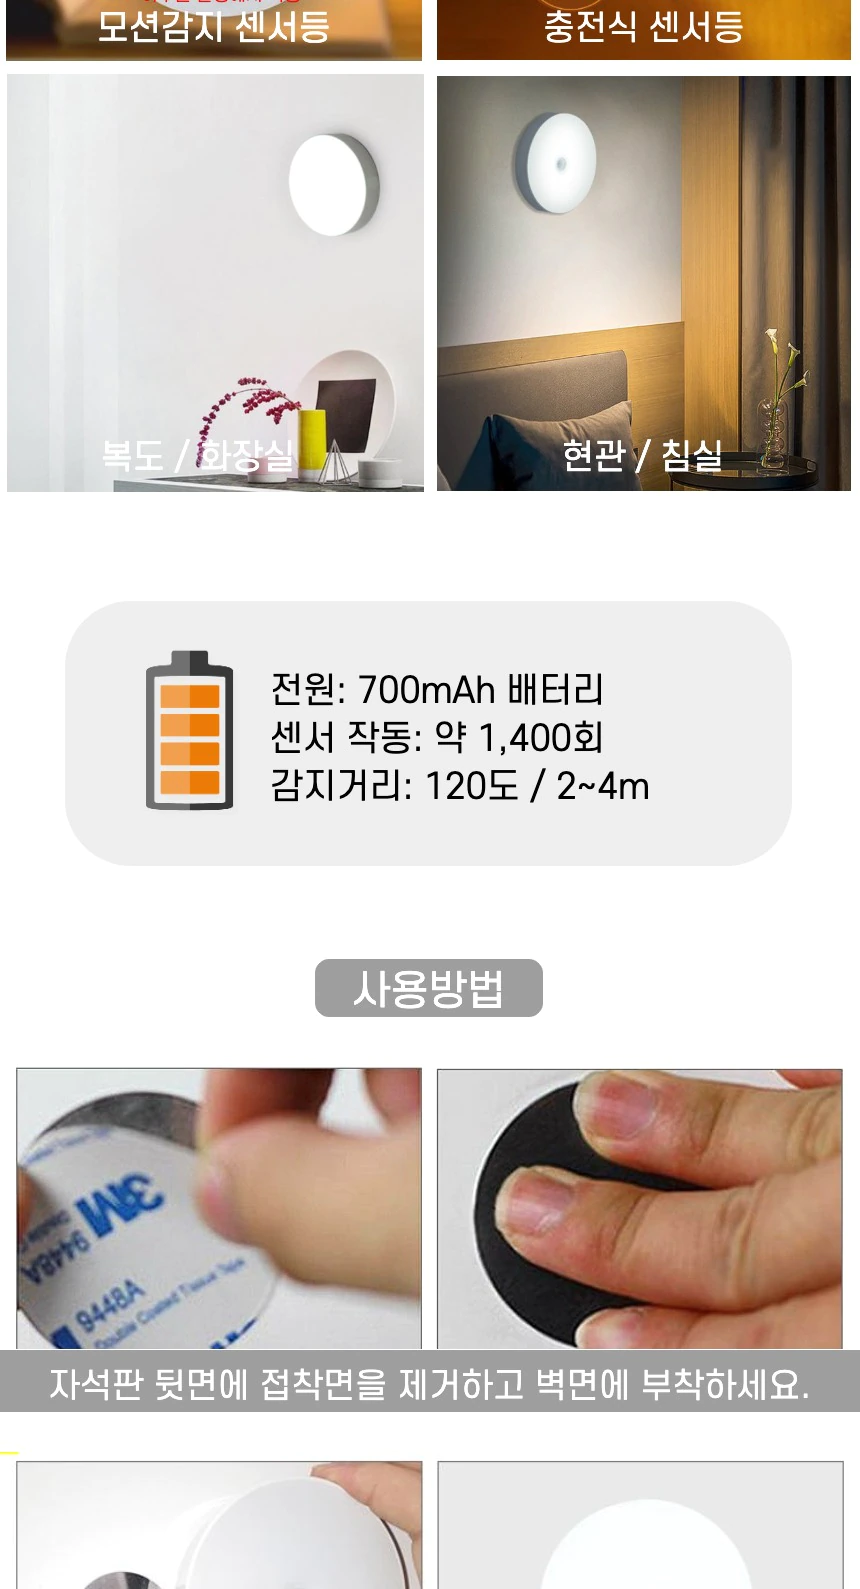 모션감지 센서등
충전식 센서등
복도 / 화장실
현관 / 침실
전원: 700mAh 배터리
센서 작동: 약 1,400회
감지거리: 120도 / 2~4m
사용방법
3M
9448A
9448A
Double Coated Tissue Tape
자석판 뒷면에 접착면을 제거하고 벽면에 부착하세요.